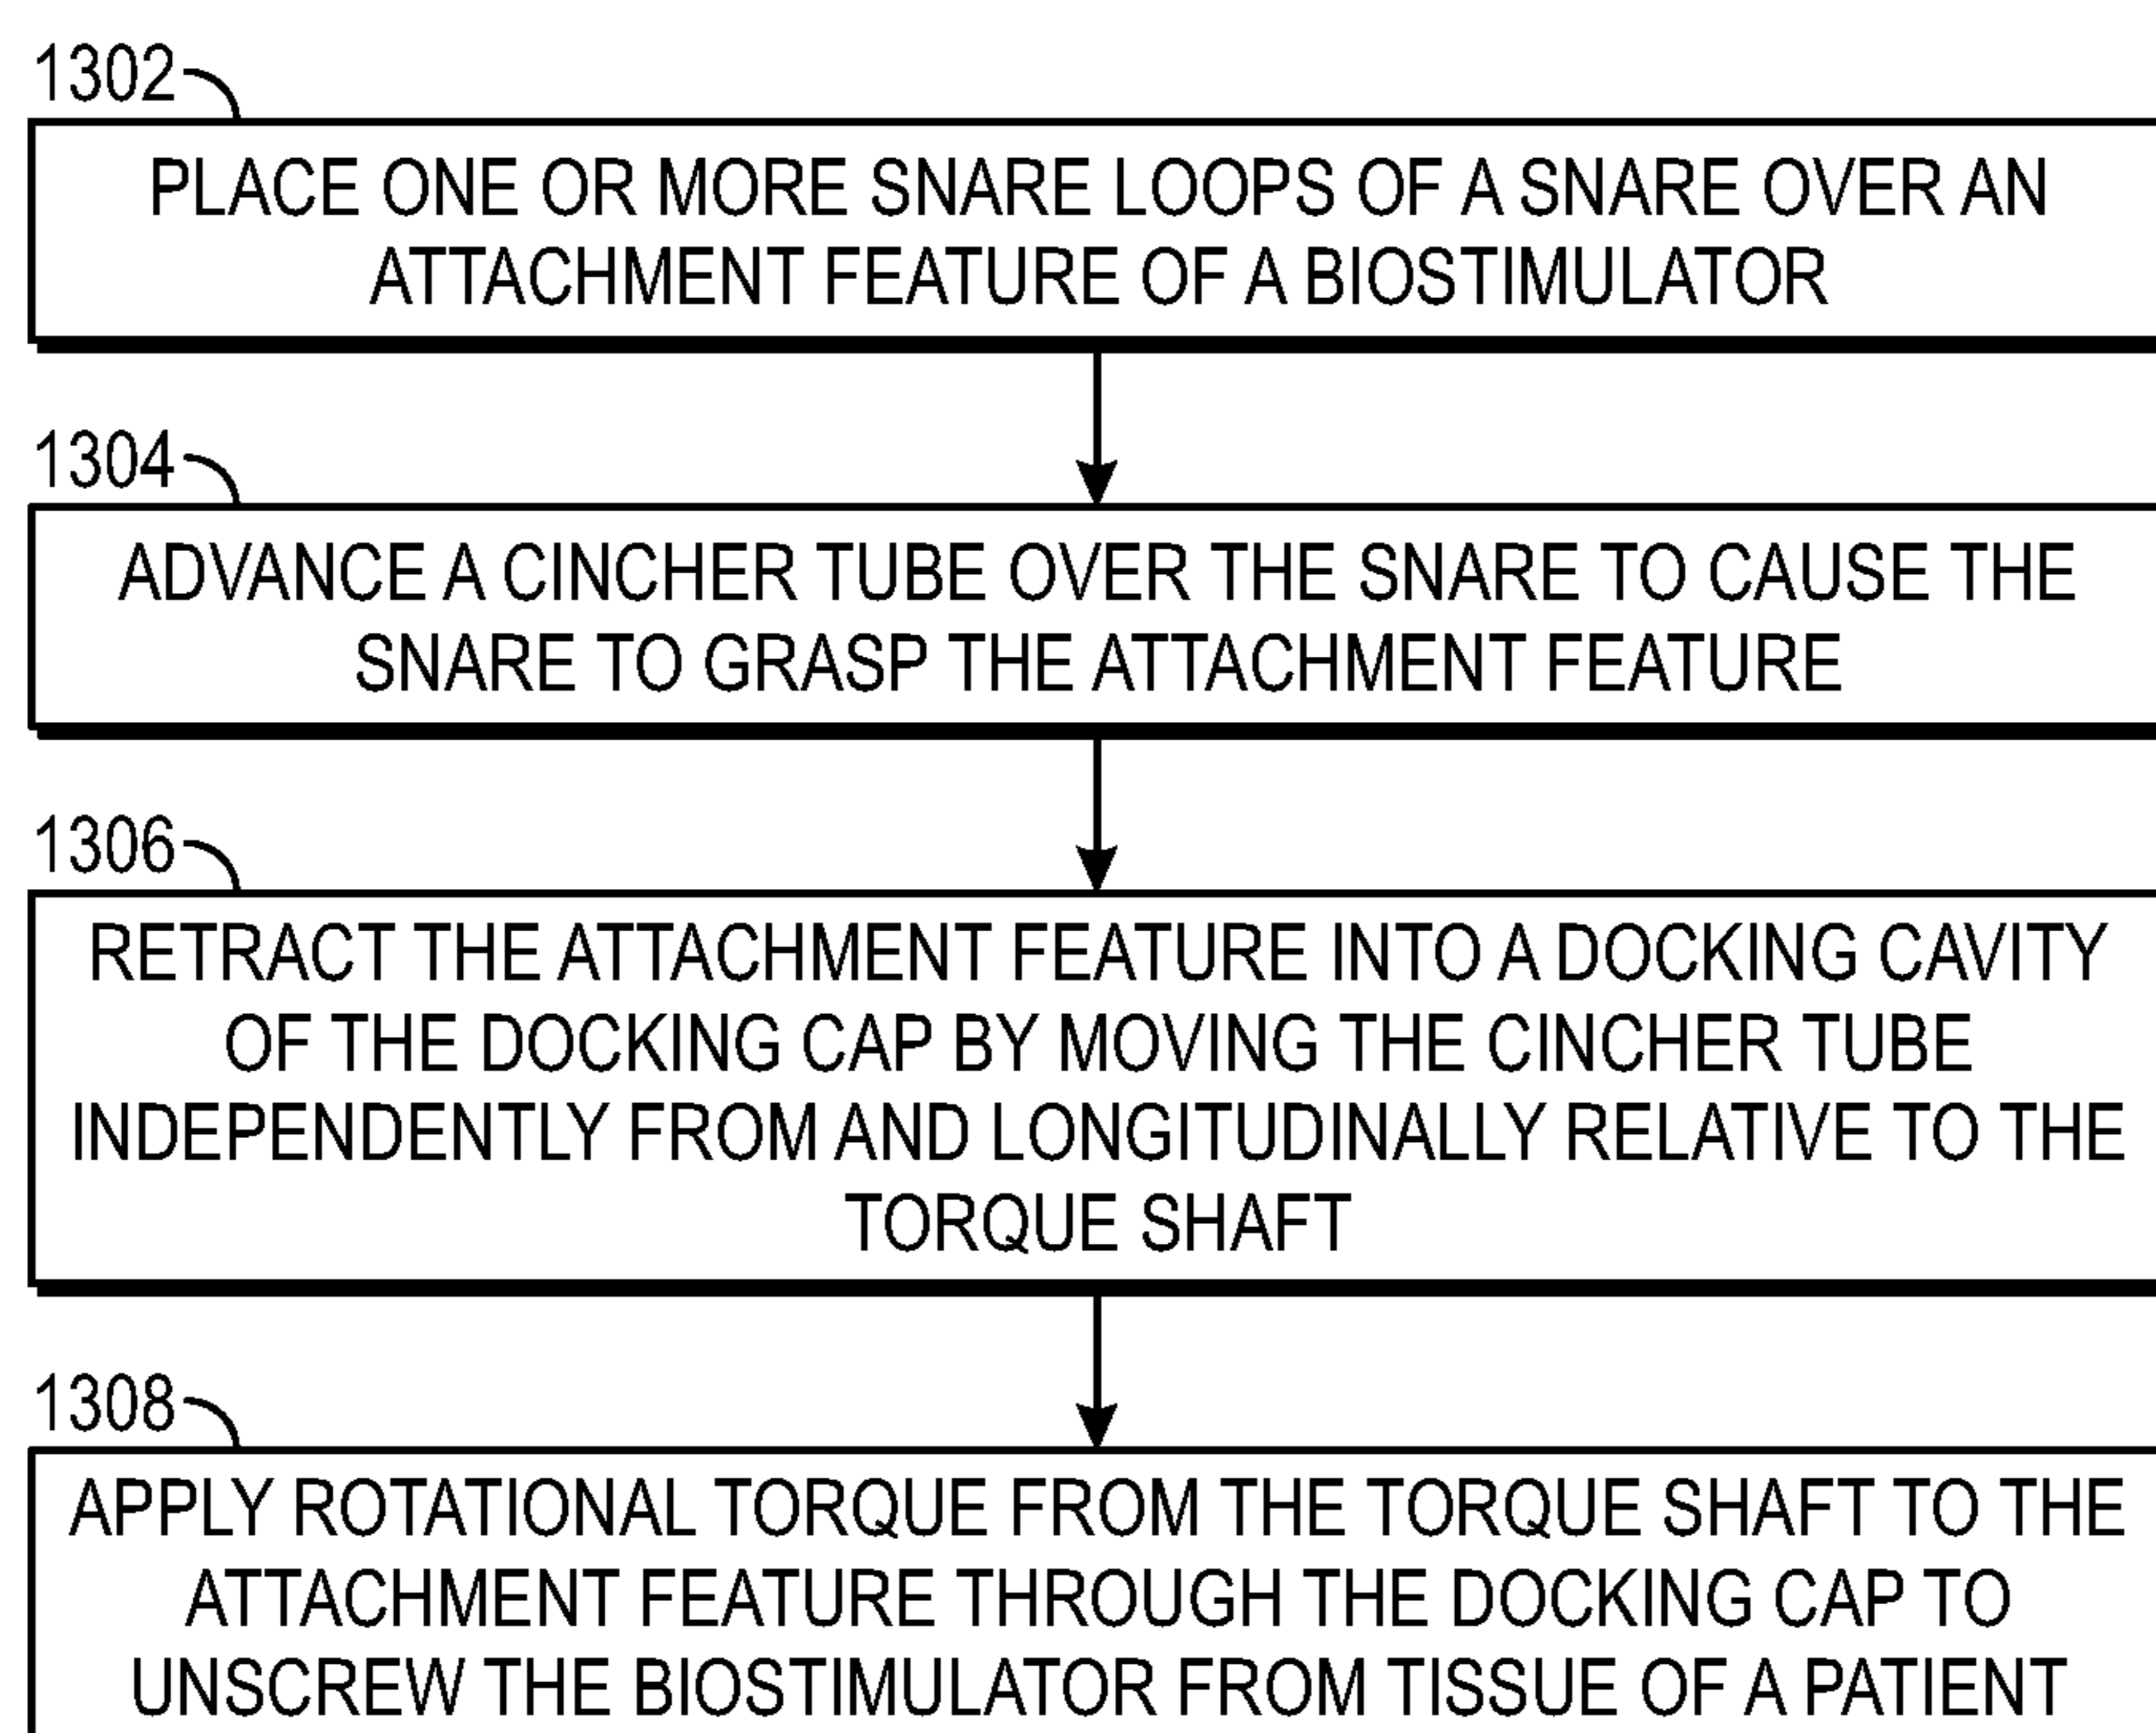 1302
PLACE ONE OR MORE SNARE LOOPS OF A SNARE OVER AN
ATTACHMENT FEATURE OF A BIOSTIMULATOR
1304
ADVANCE A CINCHER TUBE OVER THE SNARE TO CAUSE THE
SNARE TO GRASP THE ATTACHMENT FEATURE
1306
RETRACT THE ATTACHMENT FEATURE INTO A DOCKING CAVITY
OF THE DOCKING CAP BY MOVING THE CINCHER TUBE
INDEPENDENTLY FROM AND LONGITUDINALLY RELATIVE TO THE
TORQUE SHAFT
1308
APPLY ROTATIONAL TORQUE FROM THE TORQUE SHAFT TO THE
ATTACHMENT FEATURE THROUGH THE DOCKING CAP TO
UNSCREW THE BIOSTIMULATOR FROM TISSUE OF A PATIENT